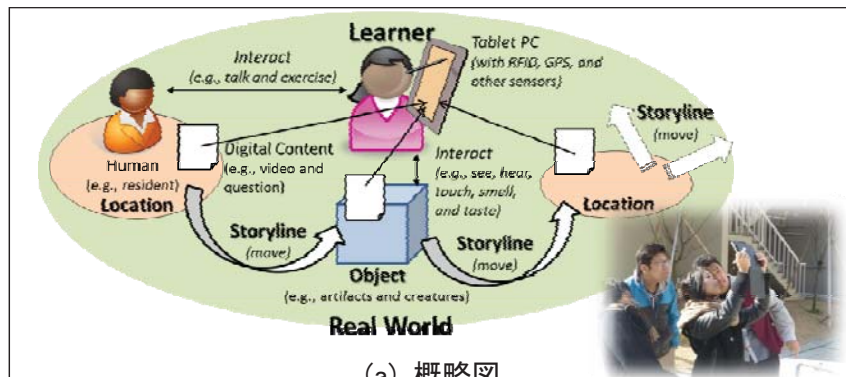 Learner
Tablet PC
(with RFID, GPS, and
other sensors)
Interact
(e.g., talk and exercise)
Storyline
(move)
Human
(e.g., resident)
Location
Digital Content
(e.g., video and
question)
Interact
(e.g., see, hear,
touch, smell,
and taste)
Location
Storyline
(move)
Storyline
(move)
Object
(e.g., artifacts and creatures)
Real World
(a) 概略図